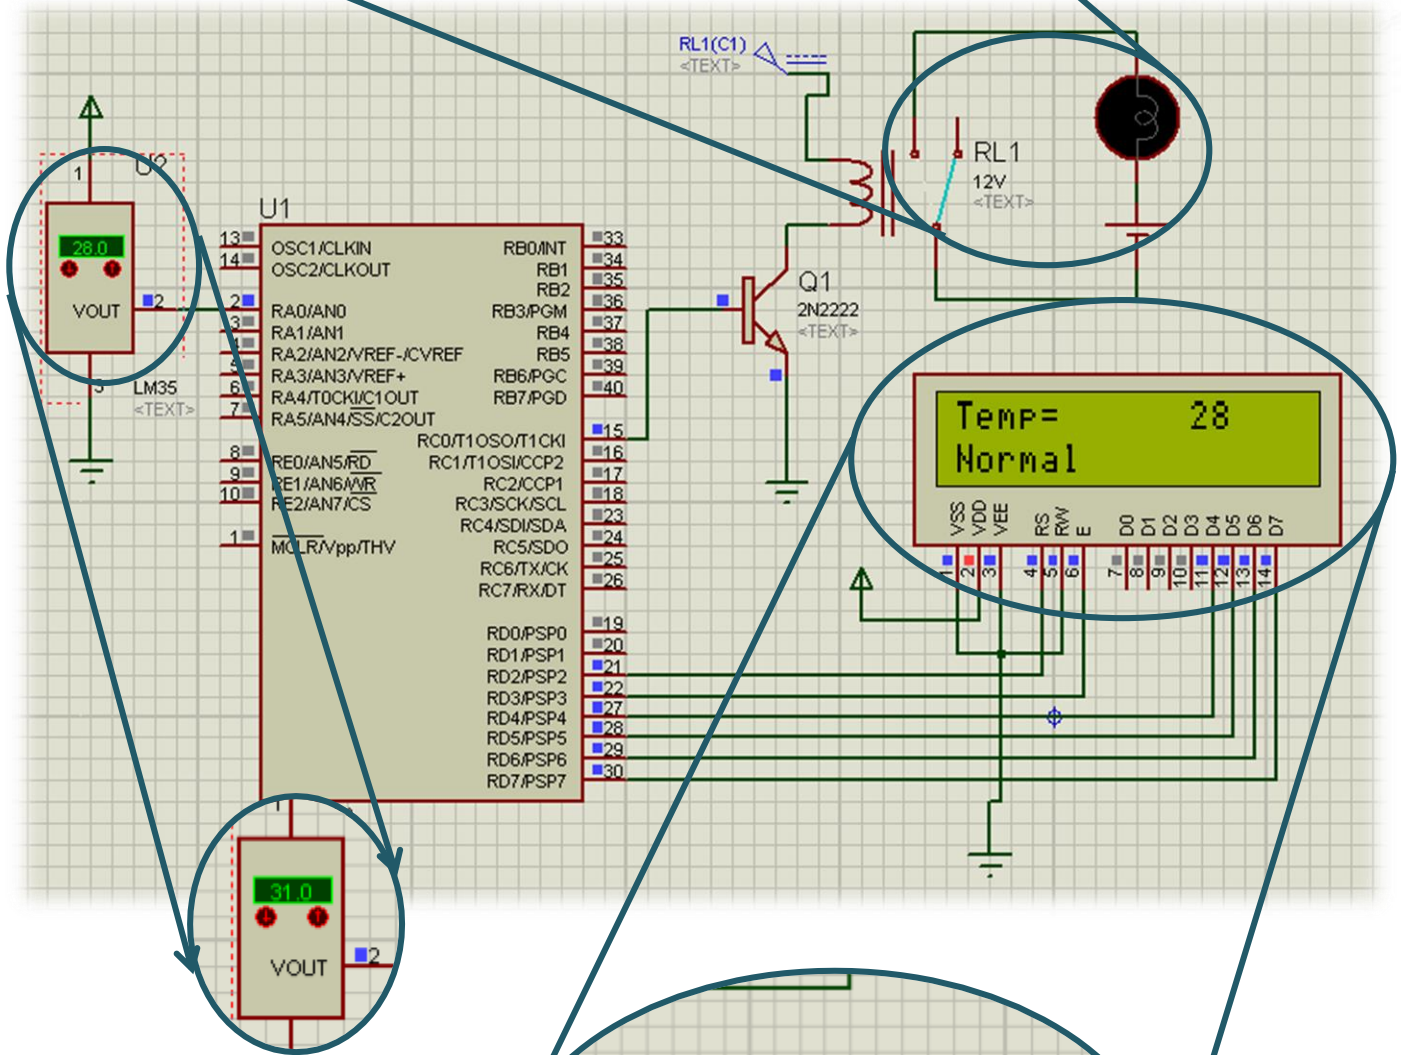 RL1(C1)
<TEXT>
RL1
12V
<TEXT>
U2
1
28.0
VOUT
2
3
LM35
<TEXT>
U1
13
OSC1/CLKIN
14
OSC2/CLKOUT
2
RA0/AN0
3
RA1/AN1
4
RA2/AN2/VREF-/CVREF
5
RA3/AN3/VREF+
6
RA4/T0CKI/C1OUT
7
RA5/AN4/SS/C2OUT
8
RE0/AN5/RD
9
RE1/AN6/WR
10
RE2/AN7/CS
1
MCLR/Vpp/THV
RB0/INT
33
RB1
34
RB2
35
RB3/PGM
36
RB4
37
RB5
38
RB6/PGC
39
RB7/PGD
40
RC0/T1OSO/T1CKI
15
RC1/T1OSI/CCP2
16
RC2/CCP1
17
RC3/SCK/SCL
18
RC4/SDI/SDA
23
RC5/SDO
24
RC6/TX/CK
25
RC7/RX/DT
26
RD0/PSP0
19
RD1/PSP1
20
RD2/PSP2
21
RD3/PSP3
22
RD4/PSP4
27
RD5/PSP5
28
RD6/PSP6
29
RD7/PSP7
30
Q1
2N2222
<TEXT>
Temp= 28
Normal
VSS VDD VEE RS RW E D0 D1 D2 D3 D4 D5 D6 D7
1 2 3 4 5 6 7 8 9 10 11 12 13 14
31.0
VOUT
2